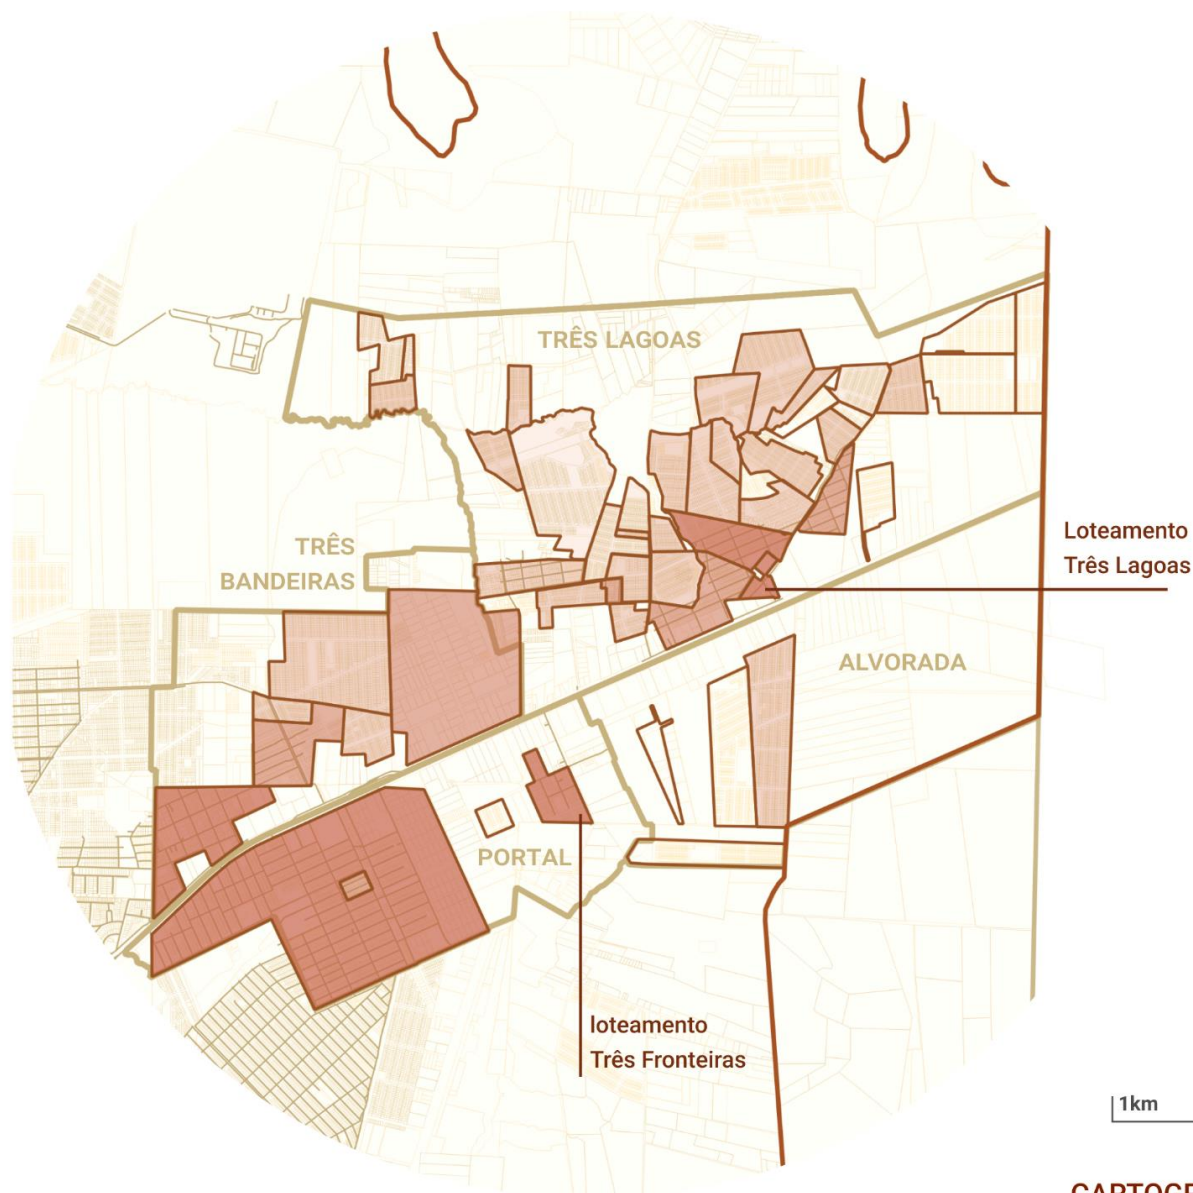 TRÊS LAGOAS
TRÊS
BANDEIRAS
Loteamento
Três Lagoas
ALVORADA
PORTAL
loteamento
Três Fronteiras
1km